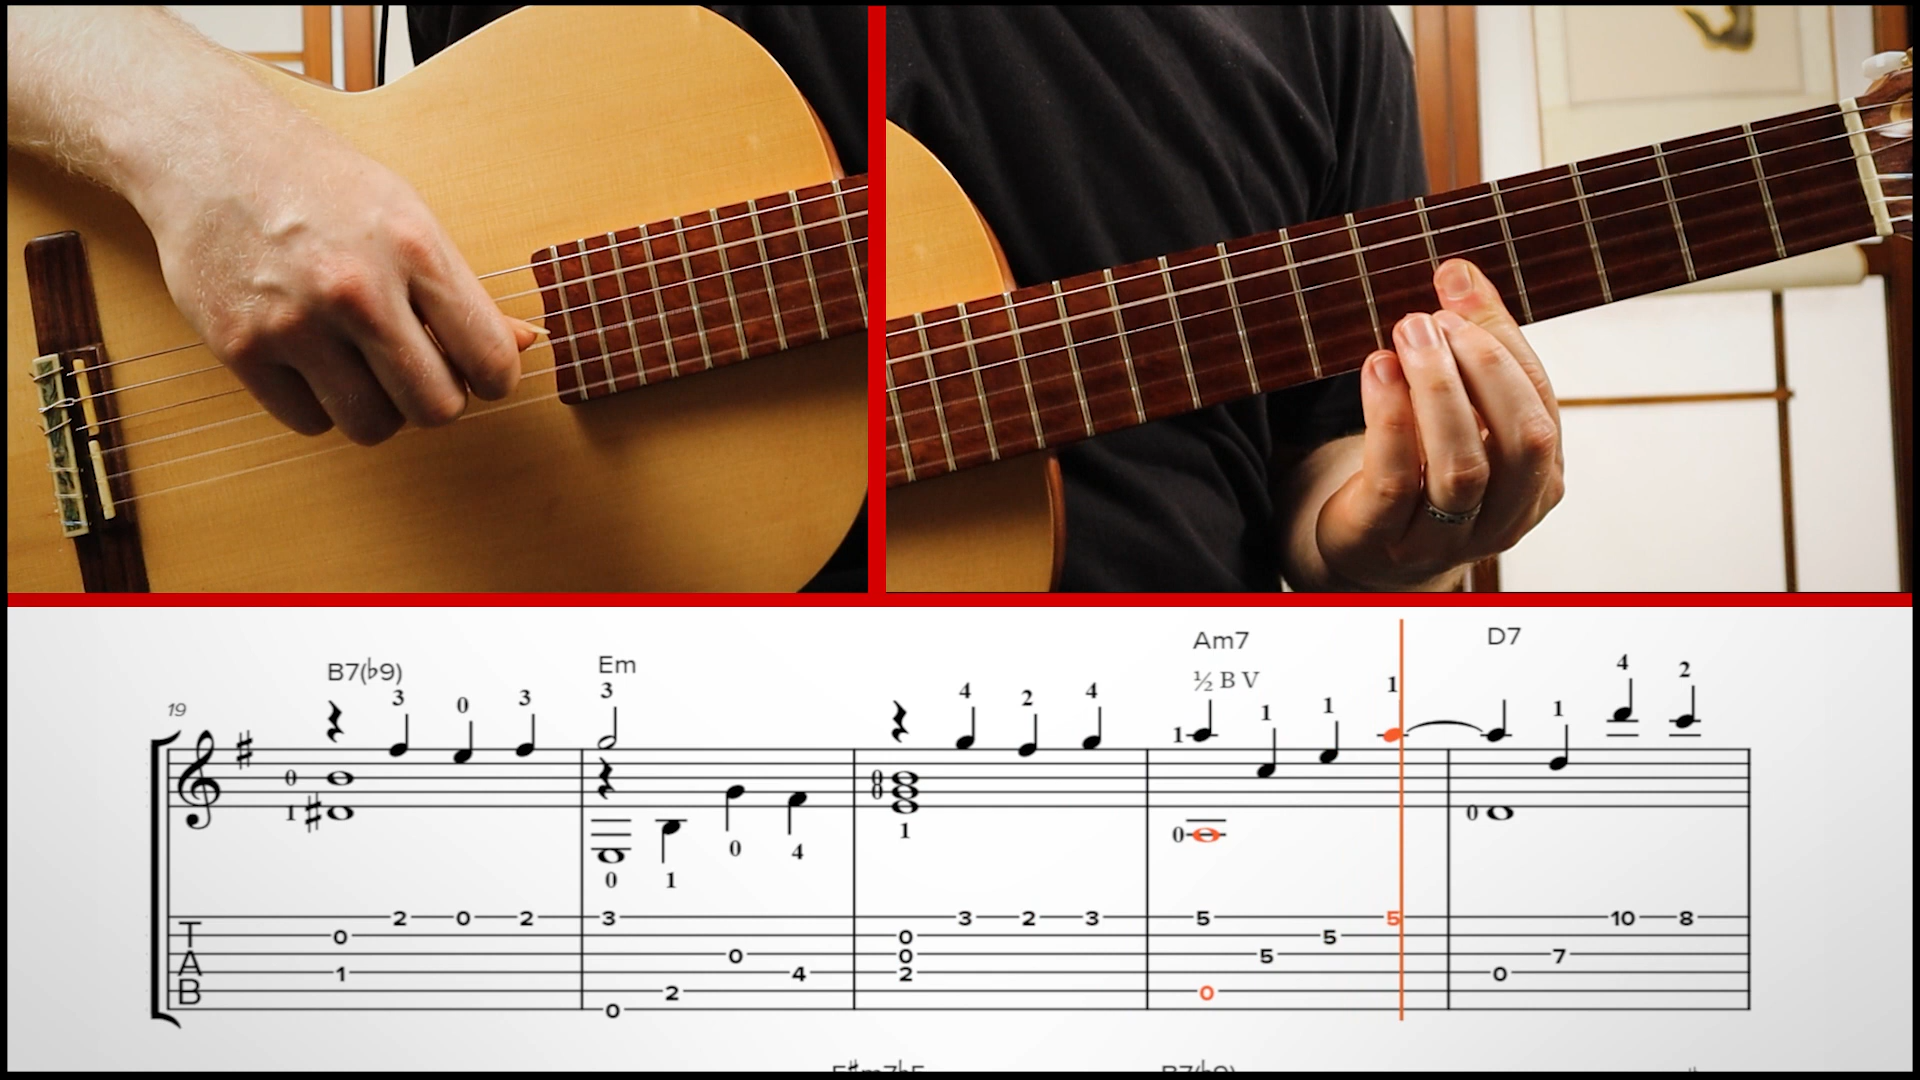 Am7
D7
B7(♭9)
Em
½ B V
19
3 0 3
3
4 2 4
1 1 1 1
1 4 2
0
1
0 1 0 4
0
0
1
0
0
T
A
B
2 0 2 3 3 2 3 5 5 10 8
0 0 5
0 0 5 7
1 4 2 0
2 0
0